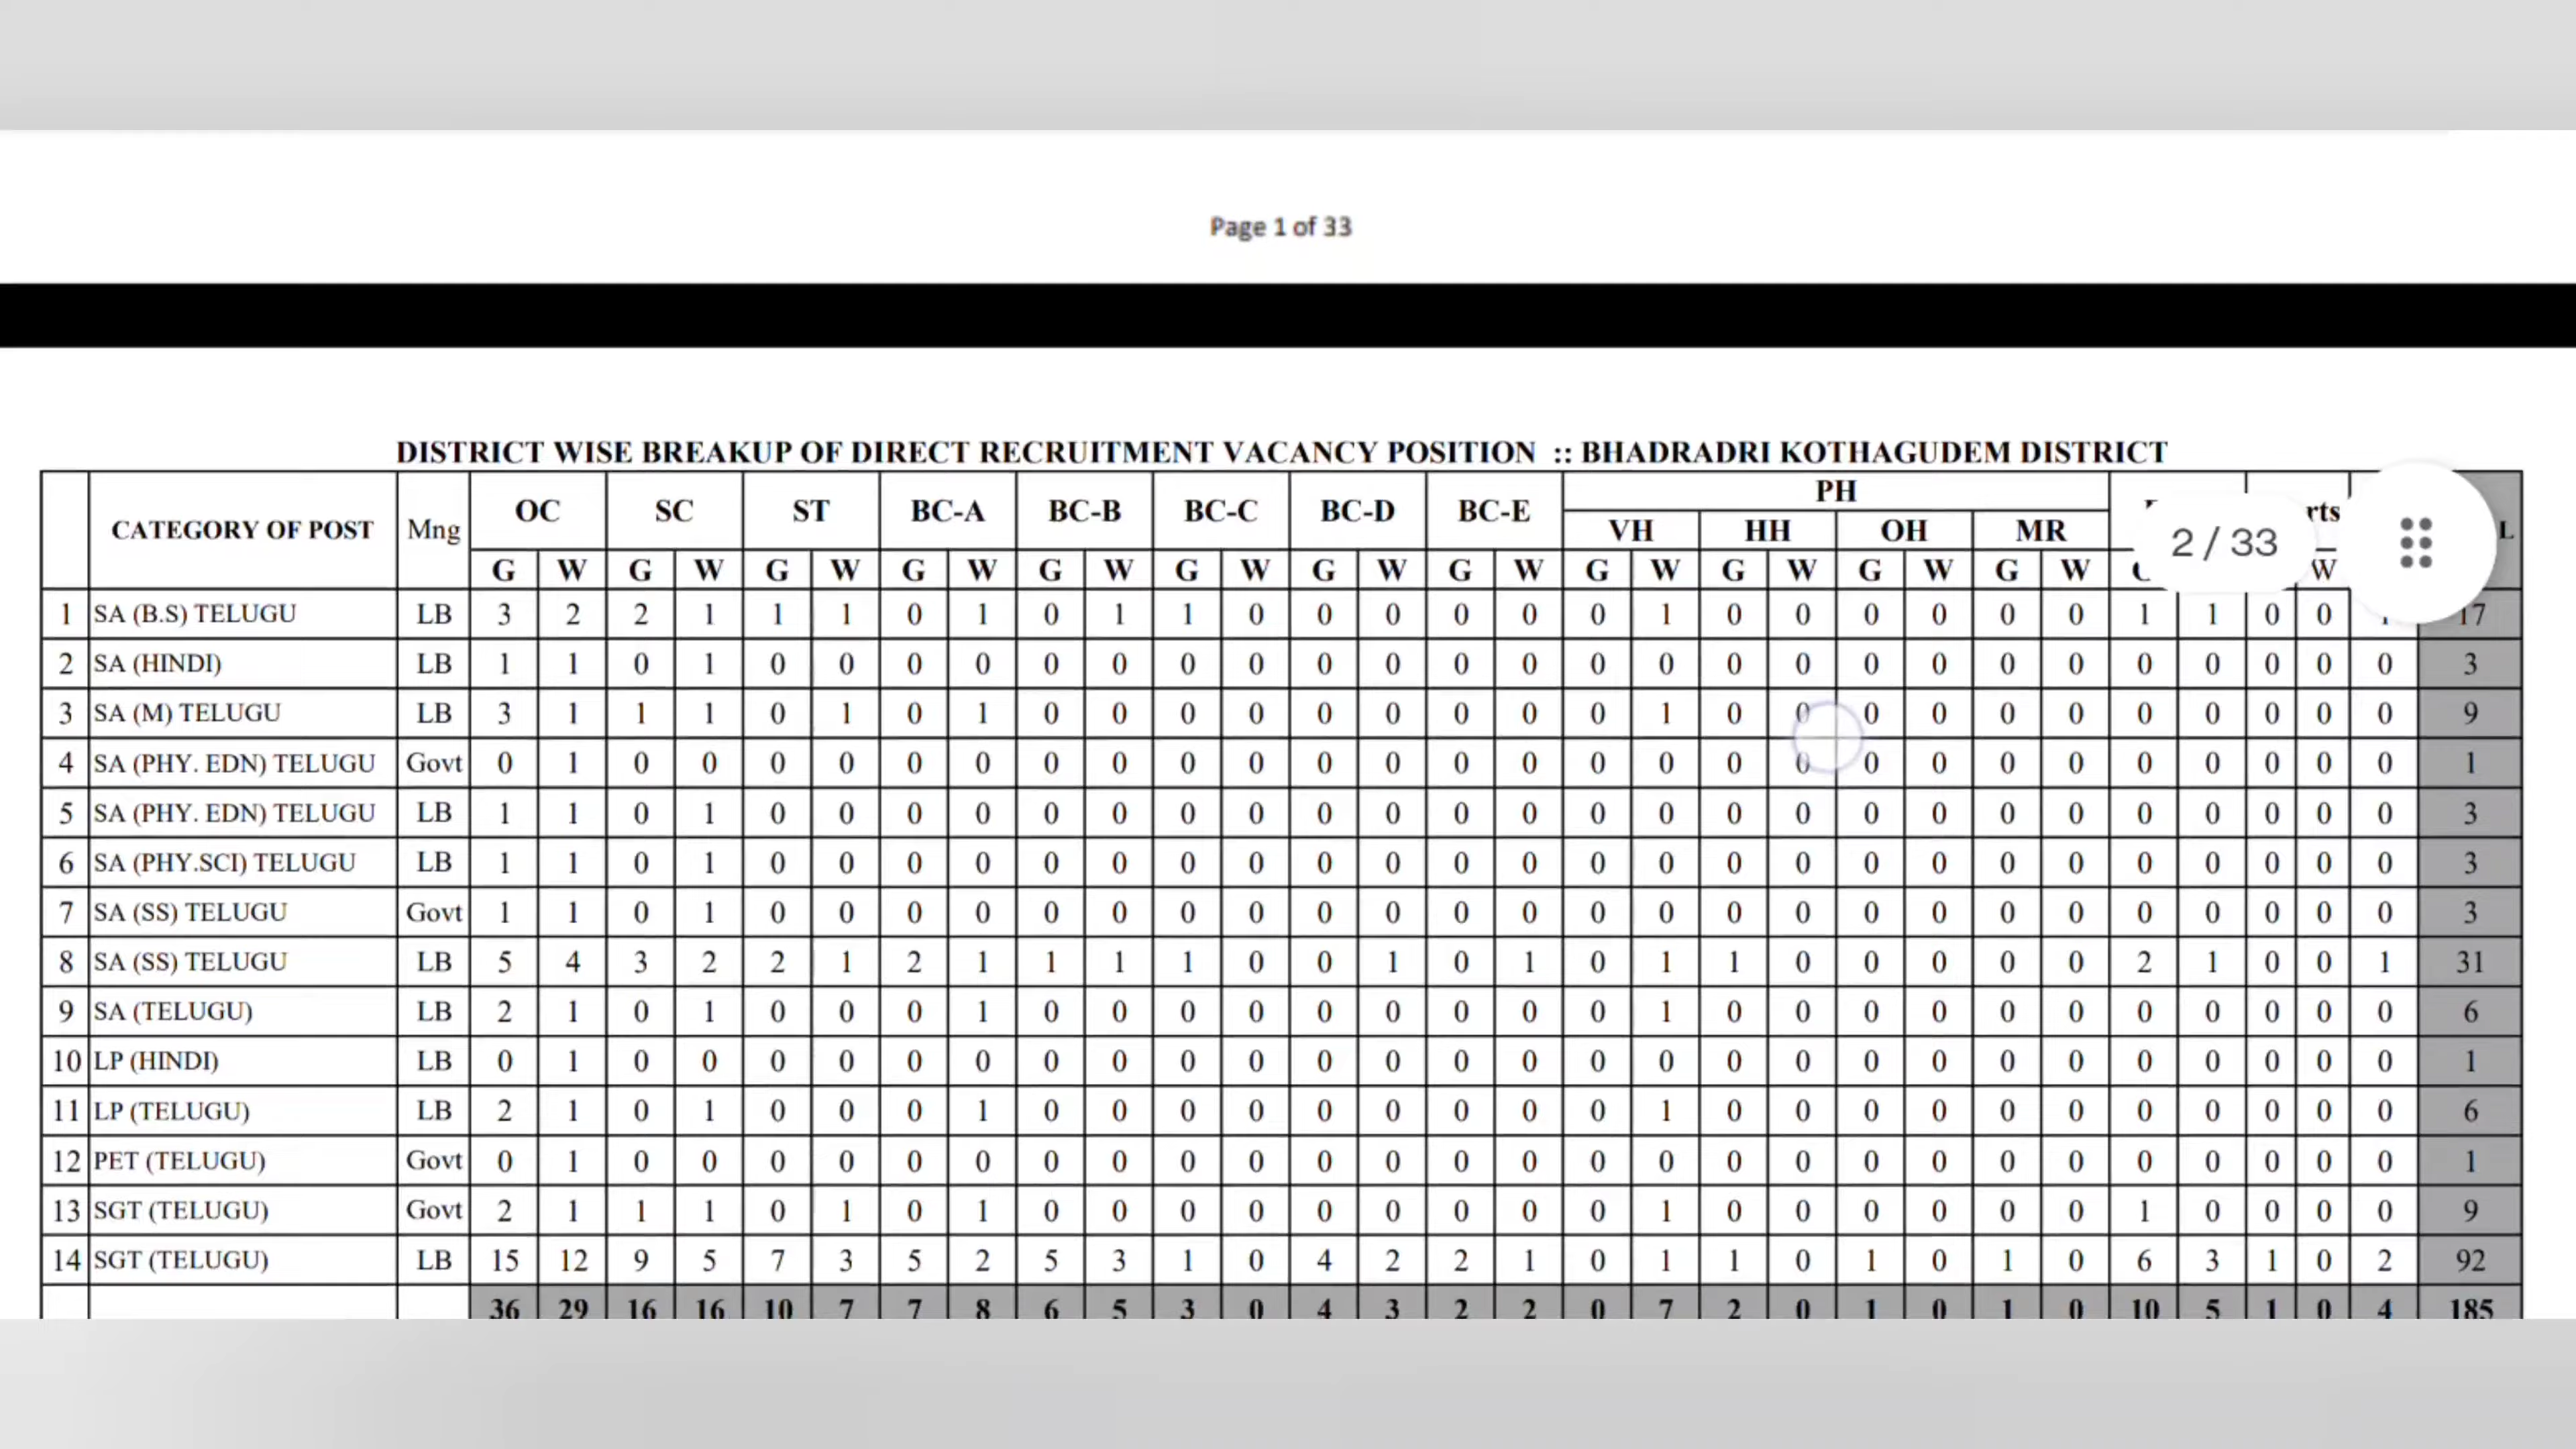 Page 1 of 33
DISTRICT WISE BREAKUP OF DIRECT RECRUITMENT VACANCY POSITION :: BHADRADRI KOTHAGUDEM DISTRICT
CATEGORY OF POST Mng OC SC ST BC-A BC-B BC-C BC-D BC-E PH
VH HH OH MR 2 / 33
G W G W G W G W G W G W G W G W G W G W G W G W W
1 SA (B.S) TELUGU LB 3 2 2 1 1 1 0 1 0 1 1 0 0 0 0 0 0 1 0 0 0 0 0 0 1 1 0 0 17
2 SA (HINDI) LB 1 1 0 1 0 0 0 0 0 0 0 0 0 0 0 0 0 0 0 0 0 0 0 0 0 0 0 0 0 3
3 SA (M) TELUGU LB 3 1 1 1 0 1 0 1 0 0 0 0 0 0 0 0 0 1 0 0 0 0 0 0 0 0 0 0 0 9
4 SA (PHY. EDN) TELUGU Govt 0 1 0 0 0 0 0 0 0 0 0 0 0 0 0 0 0 0 0 0 0 0 0 0 0 0 0 0 0 1
5 SA (PHY. EDN) TELUGU LB 1 1 0 1 0 0 0 0 0 0 0 0 0 0 0 0 0 0 0 0 0 0 0 0 0 0 0 0 0 3
6 SA (PHY.SCI) TELUGU LB 1 1 0 1 0 0 0 0 0 0 0 0 0 0 0 0 0 0 0 0 0 0 0 0 0 0 0 0 0 3
7 SA (SS) TELUGU Govt 1 1 0 1 0 0 0 0 0 0 0 0 0 0 0 0 0 0 0 0 0 0 0 0 0 0 0 0 0 3
8 SA (SS) TELUGU LB 5 4 3 2 2 1 2 1 1 1 1 0 0 1 0 1 0 1 1 0 0 0 0 0 2 1 0 0 1 31
9 SA (TELUGU) LB 2 1 0 1 0 0 0 1 0 0 0 0 0 0 0 0 0 1 0 0 0 0 0 0 0 0 0 0 0 6
10 LP (HINDI) LB 0 1 0 0 0 0 0 0 0 0 0 0 0 0 0 0 0 0 0 0 0 0 0 0 0 0 0 0 0 1
11 LP (TELUGU) LB 2 1 0 1 0 0 0 1 0 0 0 0 0 0 0 0 0 1 0 0 0 0 0 0 0 0 0 0 0 6
12 PET (TELUGU) Govt 0 1 0 0 0 0 0 0 0 0 0 0 0 0 0 0 0 0 0 0 0 0 0 0 0 0 0 0 0 1
13 SGT (TELUGU) Govt 2 1 1 1 0 1 0 1 0 0 0 0 0 0 0 0 0 1 0 0 0 0 0 0 1 0 0 0 0 9
14 SGT (TELUGU) LB 15 12 9 5 7 3 5 2 5 3 1 0 4 2 2 1 0 1 1 0 1 0 1 0 6 3 1 0 2 92
36 29 16 16 10 7 7 8 6 5 3 0 4 3 2 2 0 7 2 0 1 0 1 0 10 5 1 0 4 185